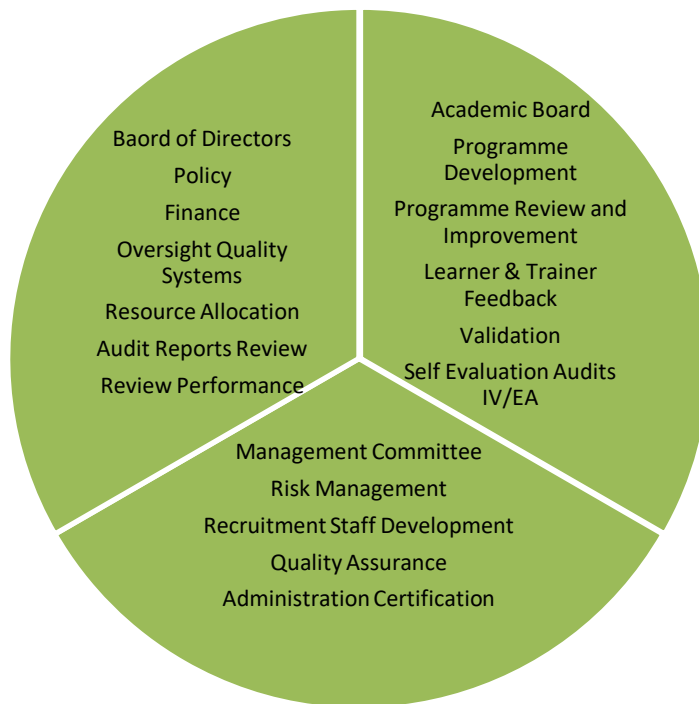 Baord of Directors
Policy
Finance
Oversight Quality
Systems
Resource Allocation
Audit Reports Review
Review Performance
Academic Board
Programme
Development
Programme Review and
Improvement
Learner & Trainer
Feedback
Validation
Self Evaluation Audits
IV/EA
Management Committee
Risk Management
Recruitment Staff Development
Quality Assurance
Administration Certification